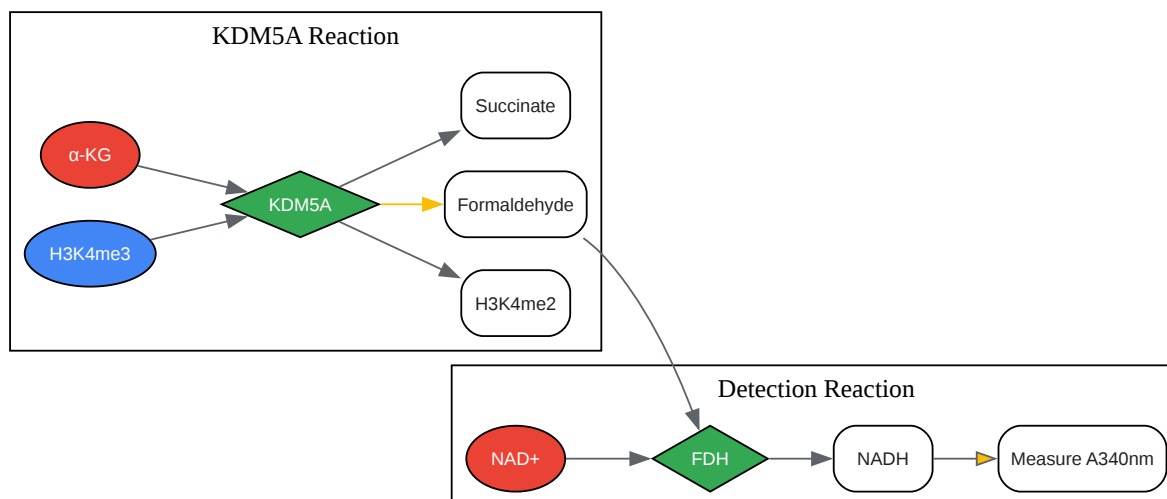 KDM5A Reaction
Succinate
α-KG
KDM5A
Formaldehyde
H3K4me3
H3K4me2
Detection Reaction
NAD+
FDH
NADH
Measure A340nm